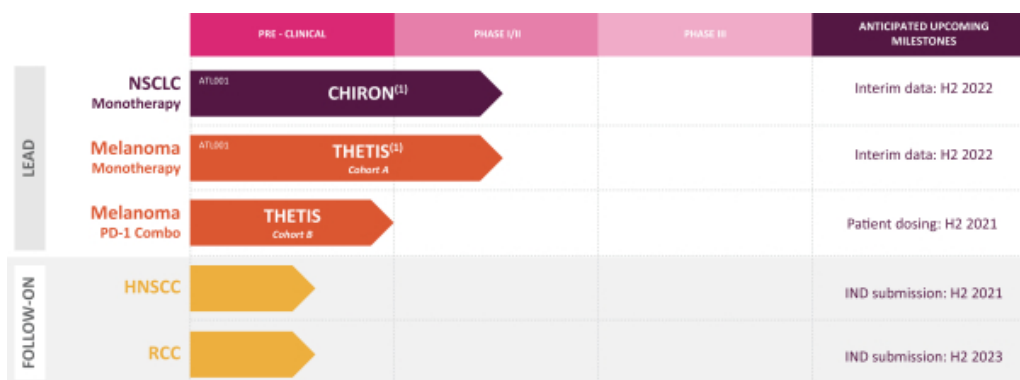 PRE - CLINICAL
PHASE I/II
PHASE III
ANTICIPATED UPCOMING
MILESTONES
LEAD
NSCLC
Monotherapy
ATL001
CHIRON(1)
Interim data: H2 2022
Melanoma
Monotherapy
ATL001
THETIS(1)
Cohort A
Interim data: H2 2022
Melanoma
PD-1 Combo
THETIS
Cohort B
Patient dosing: H2 2021
FOLLOW-ON
HNSCC
IND submission: H2 2021
RCC
IND submission: H2 2023